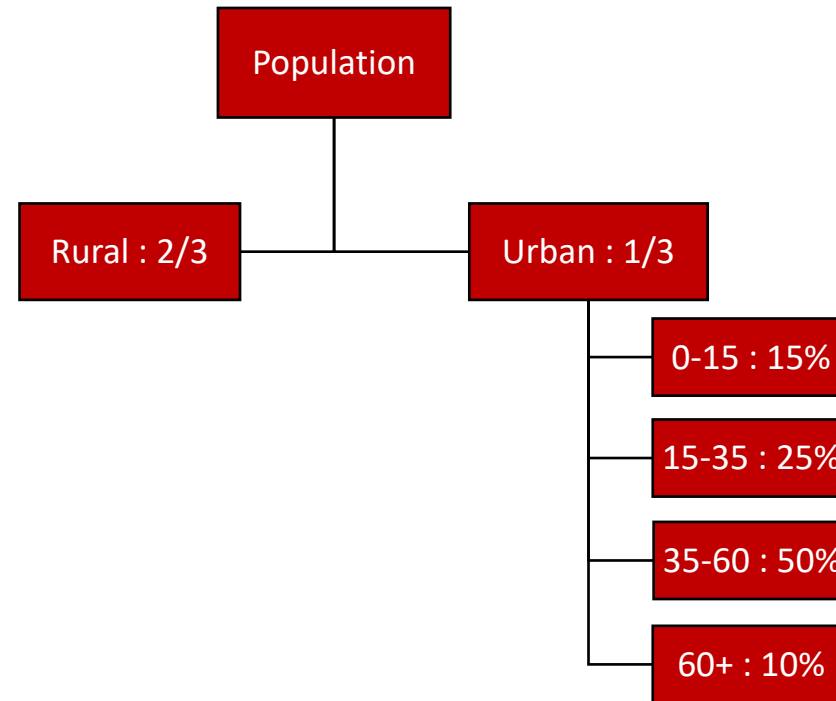 Population
Rural : 2/3
Urban : 1/3
0-15 : 15%
15-35 : 25%
35-60 : 50%
60+ : 10%